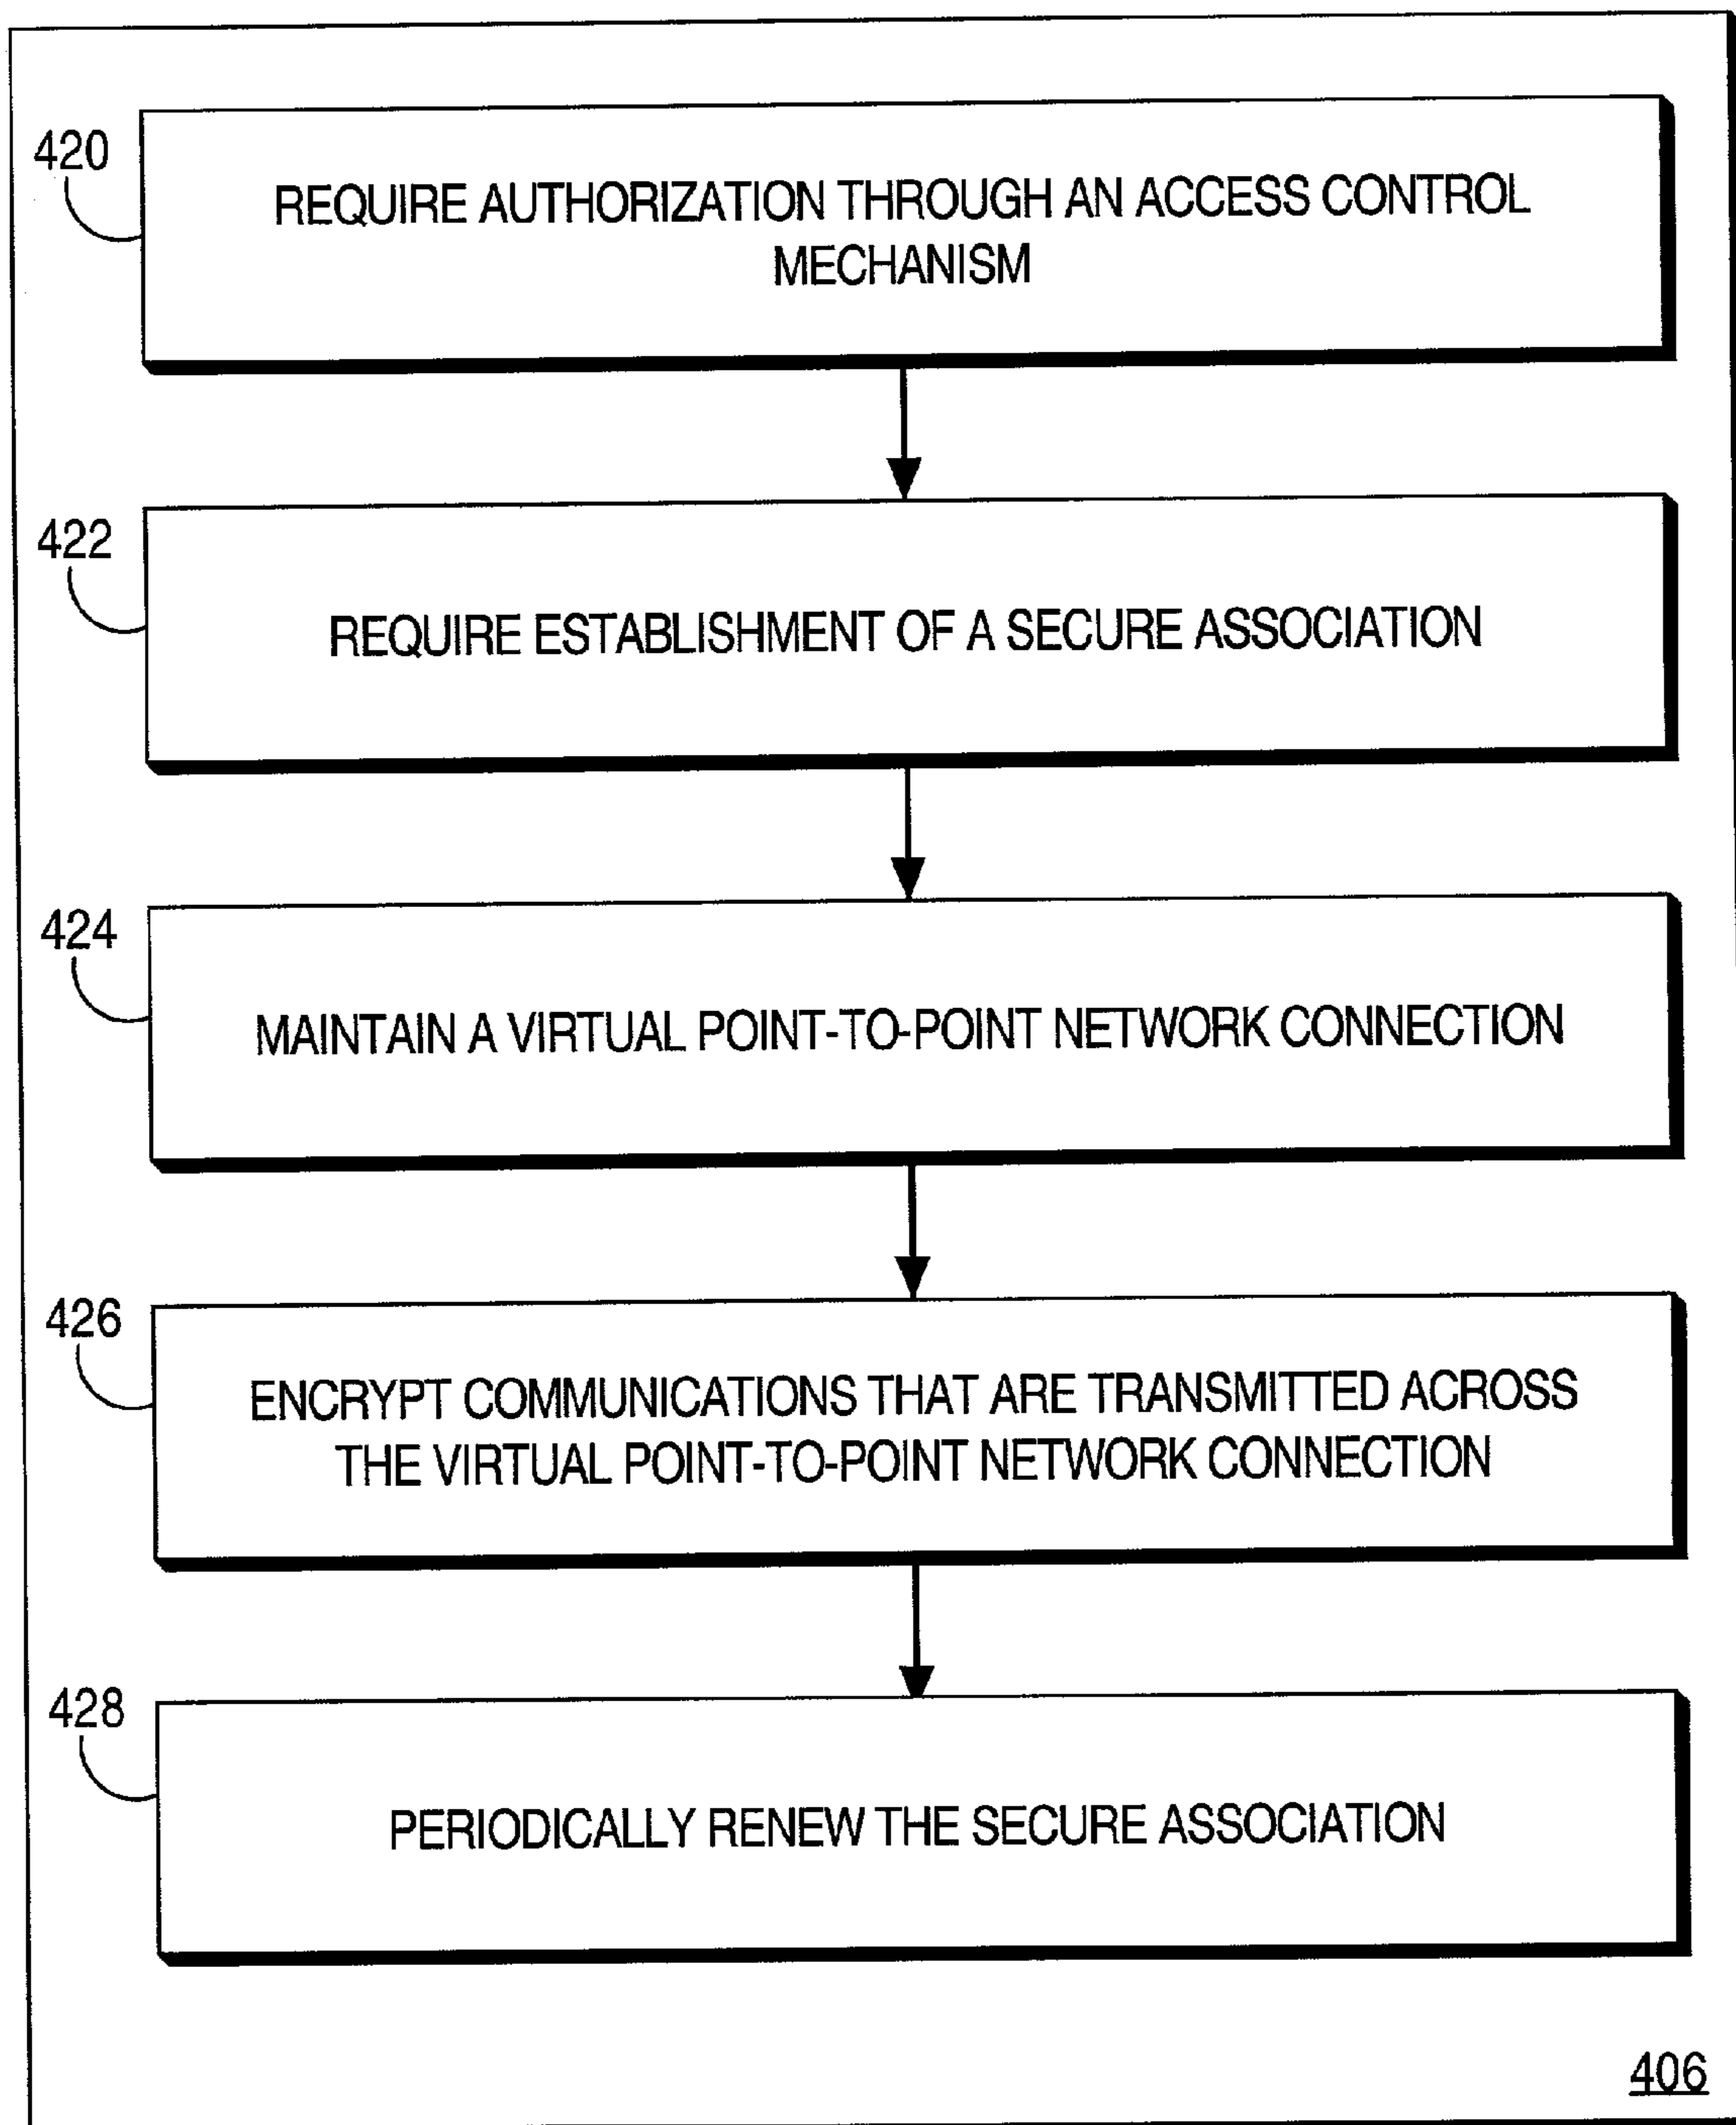 420
REQUIRE AUTHORIZATION THROUGH AN ACCESS CONTROL
MECHANISM
422
REQUIRE ESTABLISHMENT OF A SECURE ASSOCIATION
424
MAINTAIN A VIRTUAL POINT-TO-POINT NETWORK CONNECTION
426
ENCRYPT COMMUNICATIONS THAT ARE TRANSMITTED ACROSS
THE VIRTUAL POINT-TO-POINT NETWORK CONNECTION
428
PERIODICALLY RENEW THE SECURE ASSOCIATION
406